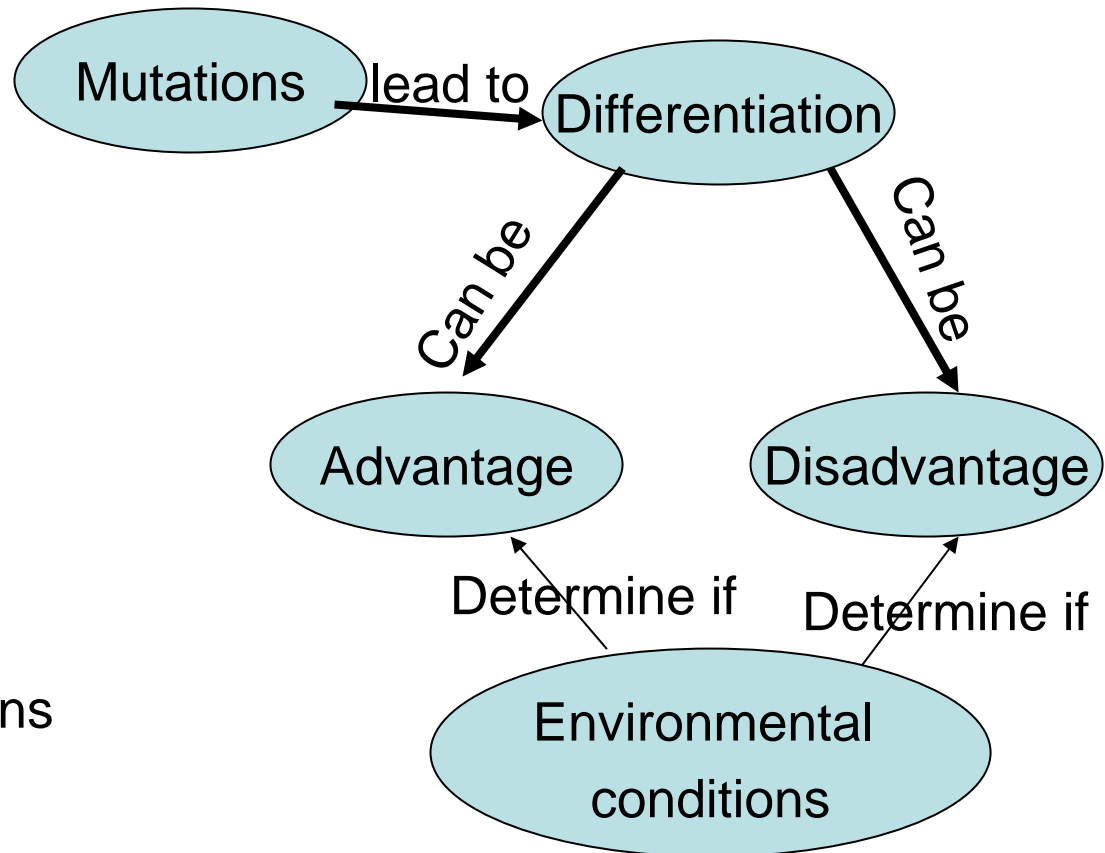 Mutations
lead to
Differentiation
Can be
Can be
Advantage
Disadvantage
Determine if
Determine if
ns
Environmental
conditions